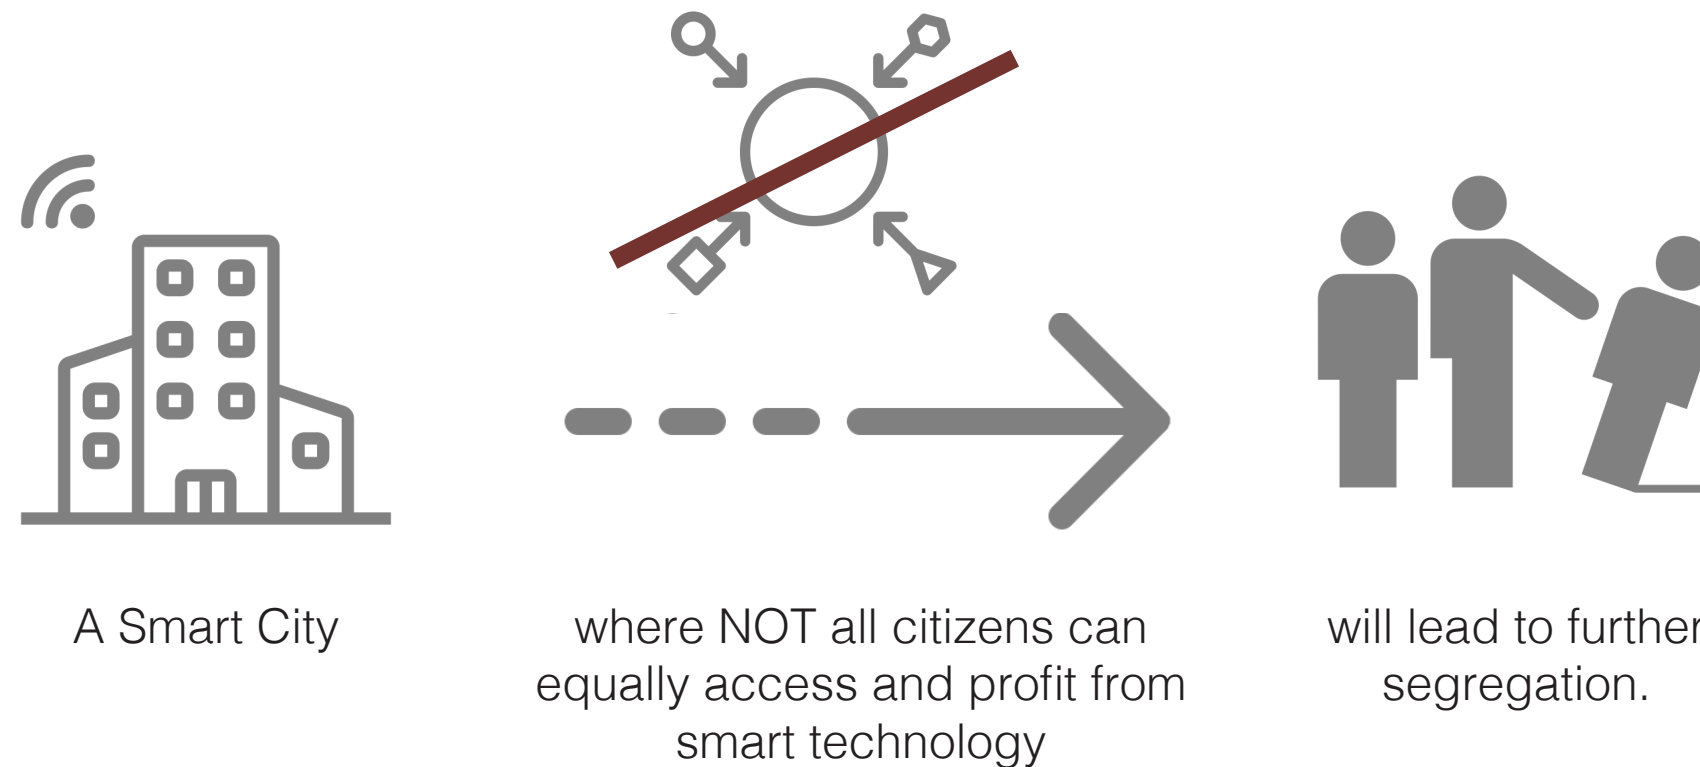 A Smart City
where NOT all citizens can
equally access and profit from
smart technology
will lead to further
segregation.